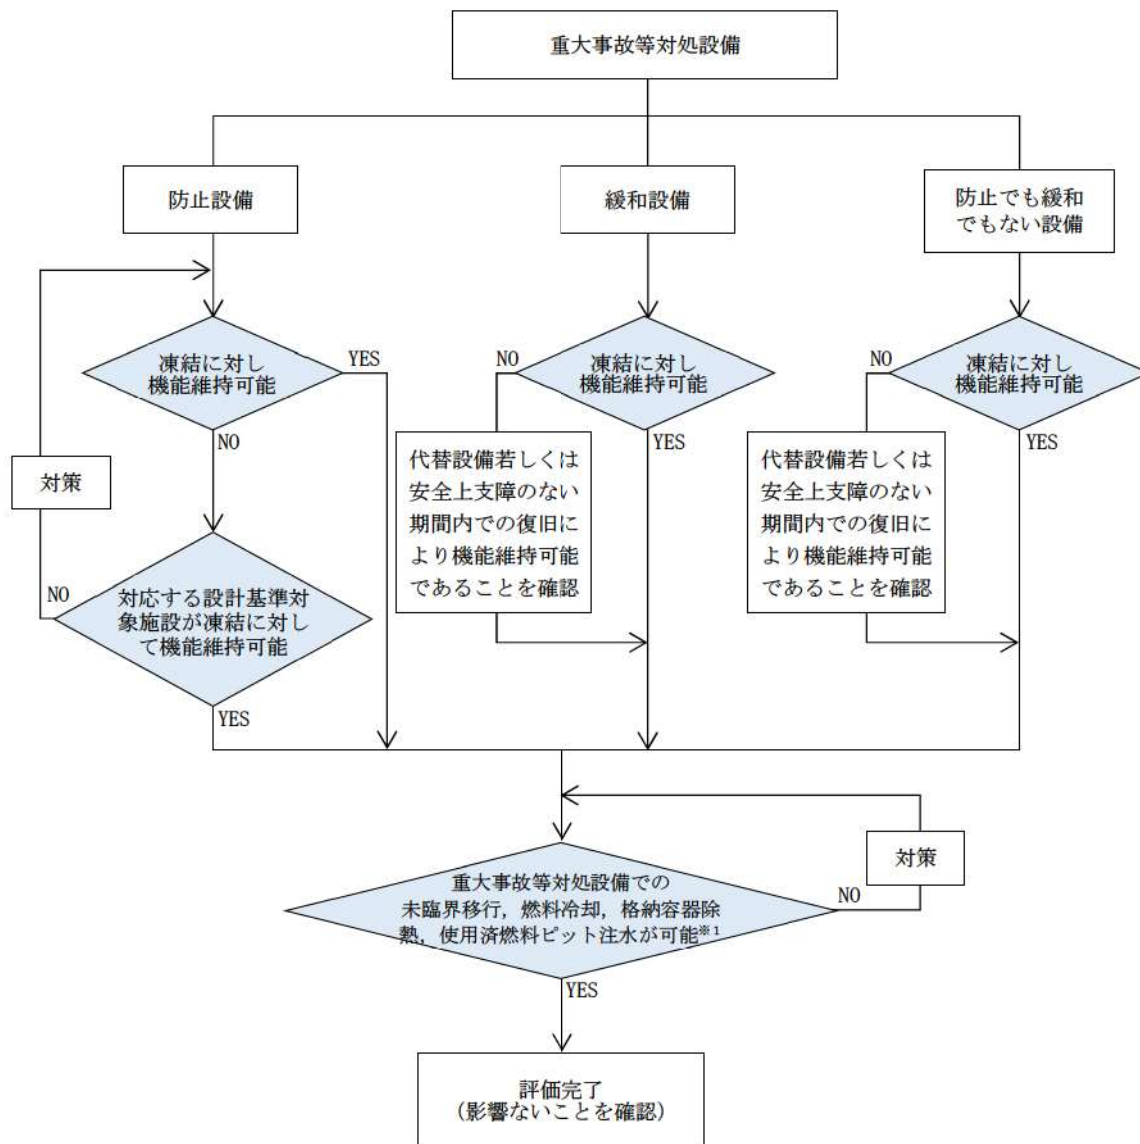 重大事故等対処設備
防止設備
緩和設備
防止でも緩和
でもない設備
凍結に対し
機能維持可能
YES
NO
対策
対応する設計基準対
象施設が凍結に対し
て機能維持可能
NO
YES
凍結に対し
機能維持可能
NO
YES
代替設備若しくは
安全上支障のない
期間内での復旧に
より機能維持可能
であることを確認
凍結に対し
機能維持可能
NO
YES
代替設備若しくは
安全上支障のない
期間内での復旧に
より機能維持可能
であることを確認
重大事故等対処設備での
未臨界移行，燃料冷却，格納容器除
熱，使用済燃料ピット注水が可能※1
NO
対策
YES
評価完了
（影響ないことを確認）